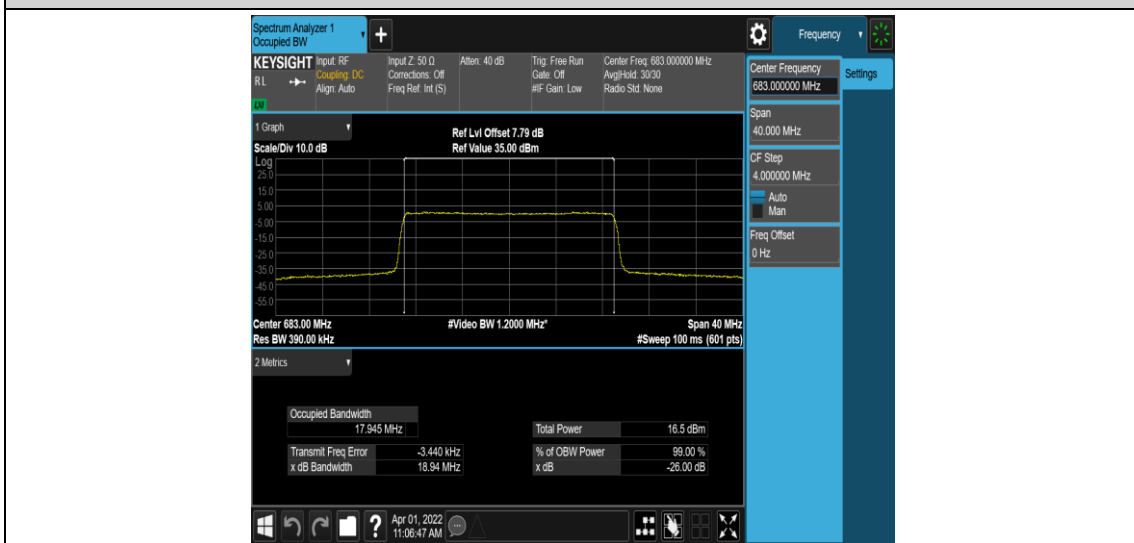 Spectrum Analyzer 1
Occupied BW
+
Frequency
KEYSIGHT
RL
LXI
Input: RF
Coupling: DC
Align: Auto
Input Z: 50 Ω
Corrections: Off
Freq Ref: Int (S)
Atten: 40 dB
Trig: Free Run
Gate: Off
#IF Gain: Low
Center Freq: 683.000000 MHz
Avg|Hold: 30/30
Radio Std: None
Center Frequency
683.000000 MHz
Settings
Span
40.000 MHz
CF Step
4.000000 MHz
Auto
Man
Freq Offset
0 Hz
1 Graph
Scale/Div 10.0 dB
Ref Lvl Offset 7.79 dB
Ref Value 35.00 dBm
Log
25.0
15.0
5.00
-5.00
-15.0
-25.0
-35.0
-45.0
-55.0
Center 683.00 MHz
#Video BW 1.2000 MHz*
Span 40 MHz
Res BW 390.00 kHz
#Sweep 100 ms (601 pts)
2 Metrics
Occupied Bandwidth
17.945 MHz
Total Power 16.5 dBm
Transmit Freq Error -3.440 kHz
% of OBW Power 99.00 %
x dB Bandwidth 18.94 MHz
x dB -26.00 dB
?
Apr 01, 2022
11:06:47 AM